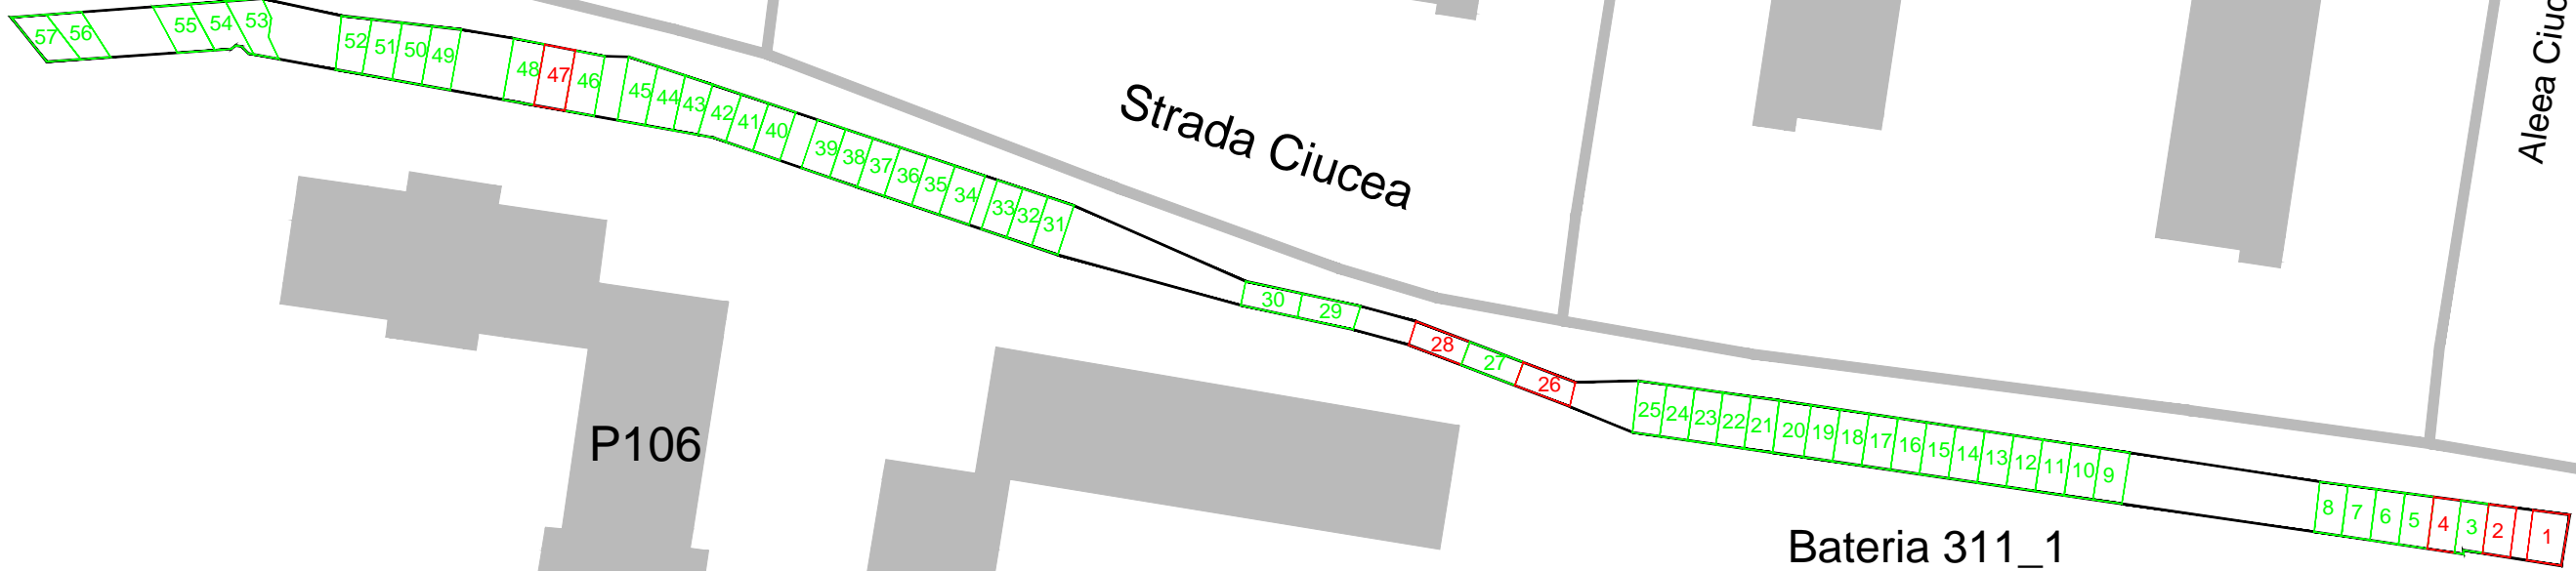 57 56 55 54 53 52 51 50 49 48 47 46 45 44 43 42 41 40 39 38 37 36 35 34 33 32 31 30 29 28 27 26 25 24 23 22 21 20 19 18 17 16 15 14 13 12 11 10 9 8 7 6 5 4 3 2 1
Strada Ciucea
P106
Bateria 311_1